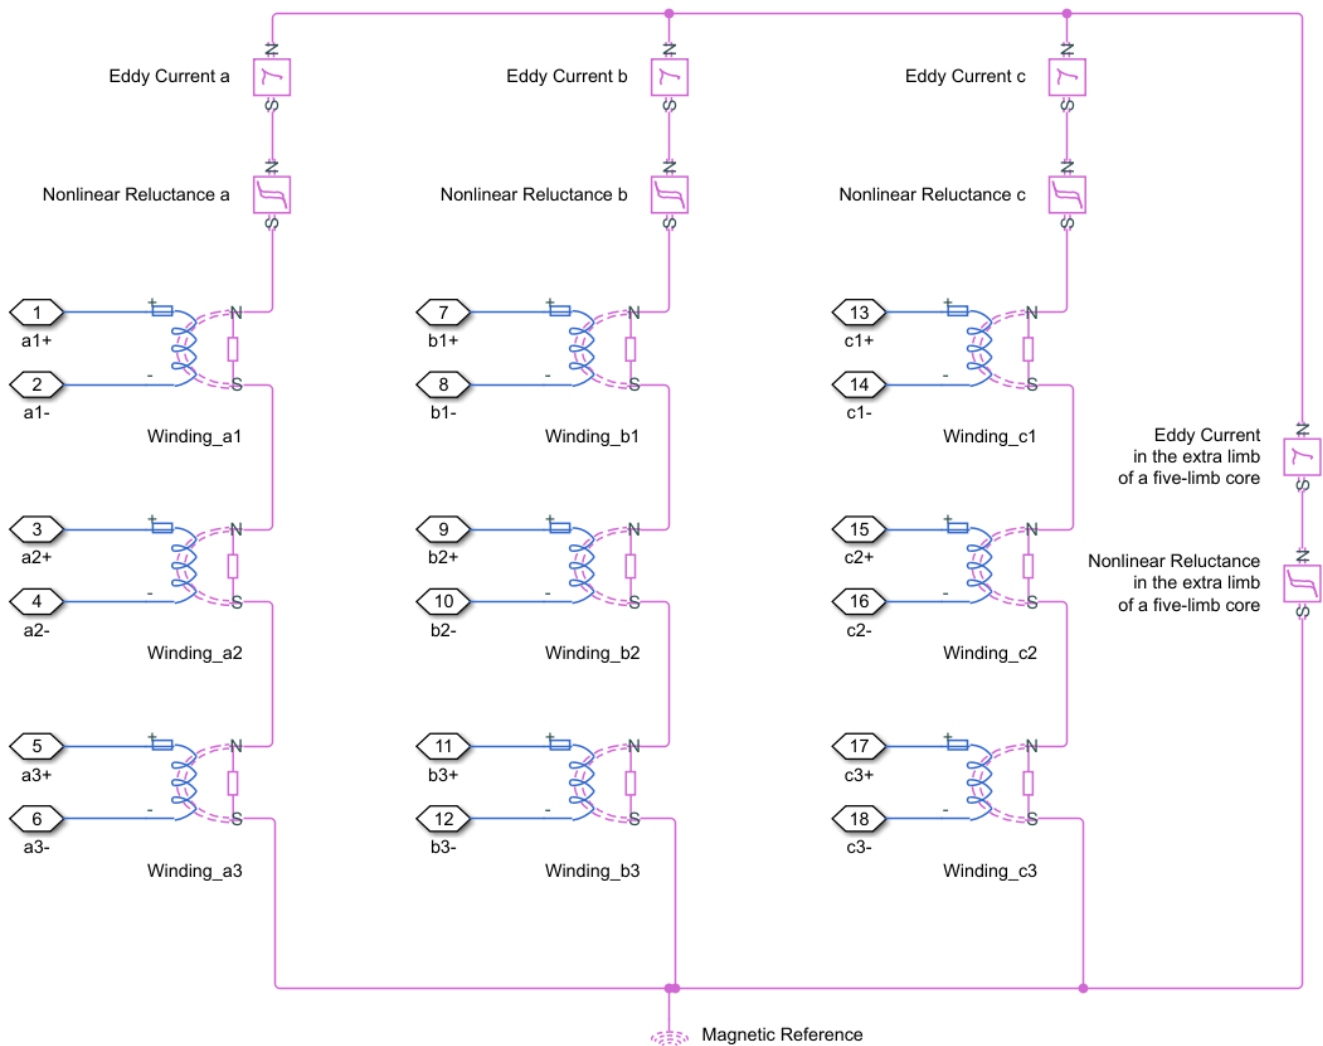 N N N
Eddy Current a Eddy Current b Eddy Current c
S S S
N N N
Nonlinear Reluctance a Nonlinear Reluctance b Nonlinear Reluctance c
S S S
1 + N 7 + N 13 + N
a1+ b1+ c1+
2 - S 8 - S 14 - S
a1- b1- c1-
Winding_a1 Winding_b1 Winding_c1
N
Eddy Current
in the extra limb
of a five-limb core
S
3 + N 9 + N 15 + N
a2+ b2+ c2+
4 - S 10 - S 16 - S
a2- b2- c2-
N
Nonlinear Reluctance
in the extra limb
of a five-limb core
S
Winding_a2 Winding_b2 Winding_c2
5 + N 11 + N 17 + N
a3+ b3+ c3+
6 - S 12 - S 18 - S
a3- b3- c3-
Winding_a3 Winding_b3 Winding_c3
Magnetic Reference